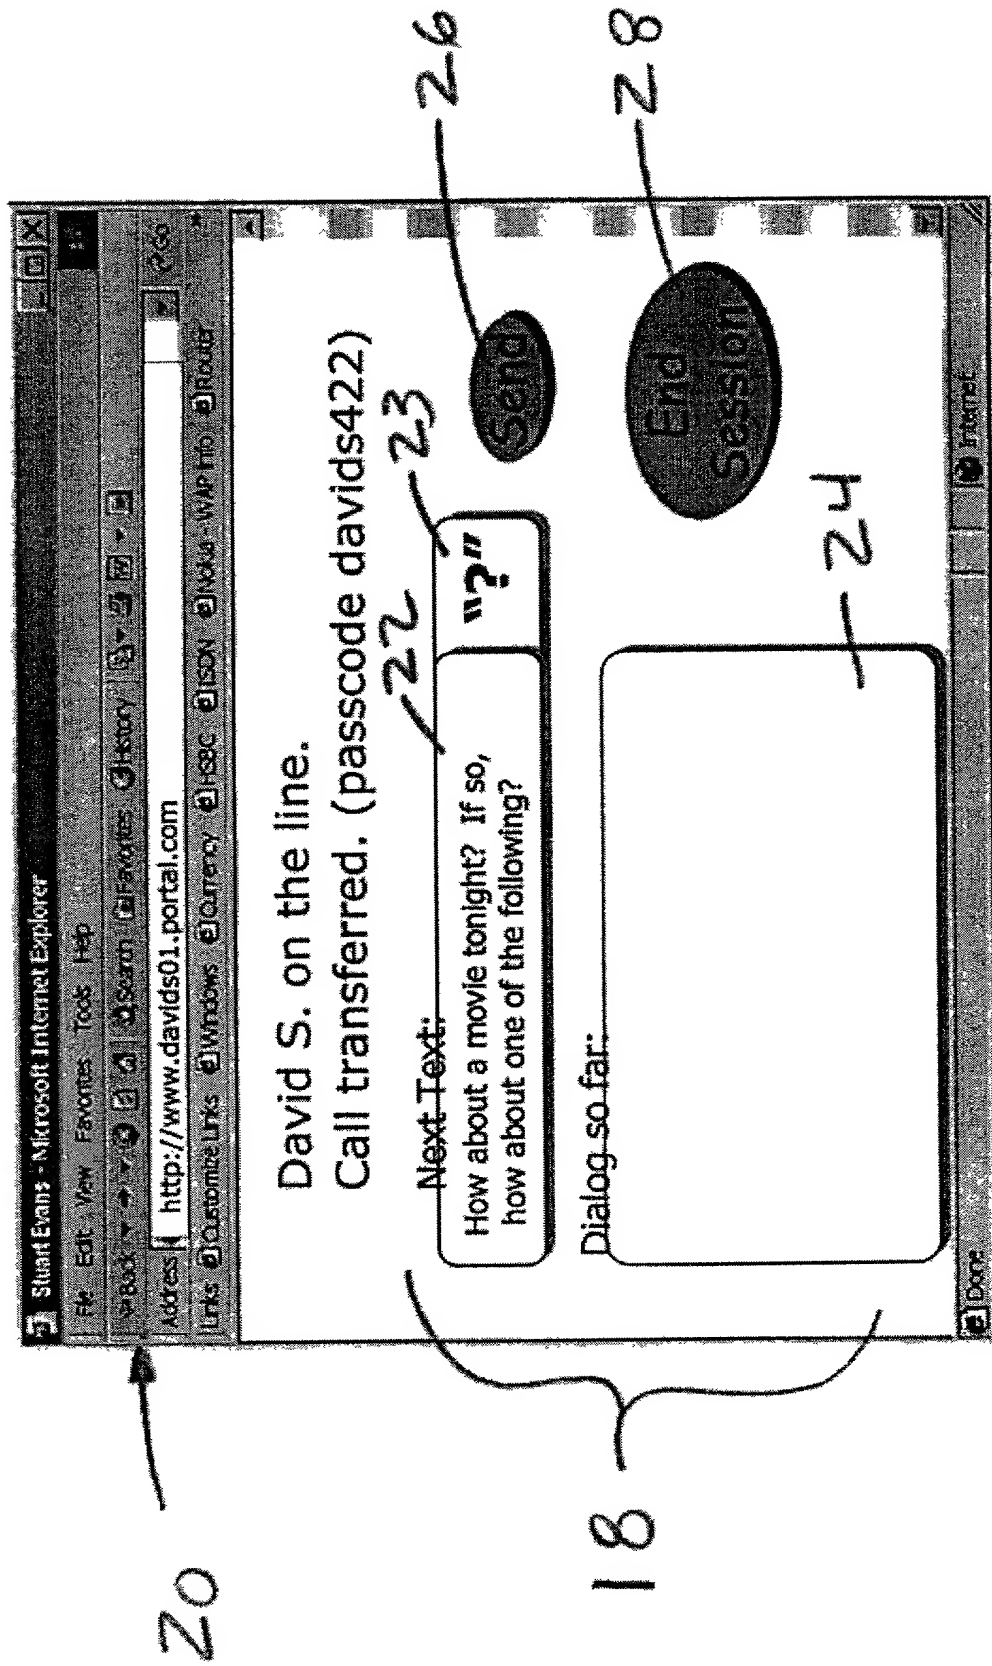 Stuart Evans - Microsoft Internet Explorer
File Edit View Favorites Tools Help
Back Search Favorites History
Address http://www.davids01.portal.com Go
Links Customize Links Windows Currency HSBC ISDN Nokia - WAP Info Router
David S. on the line.
Call transferred. (passcode davids422)
Next Text:
How about a movie tonight? If so,
how about one of the following?
"?"
Send
Dialog so far:
End
Session
Done
Internet
20
18
22
23
24
26
28